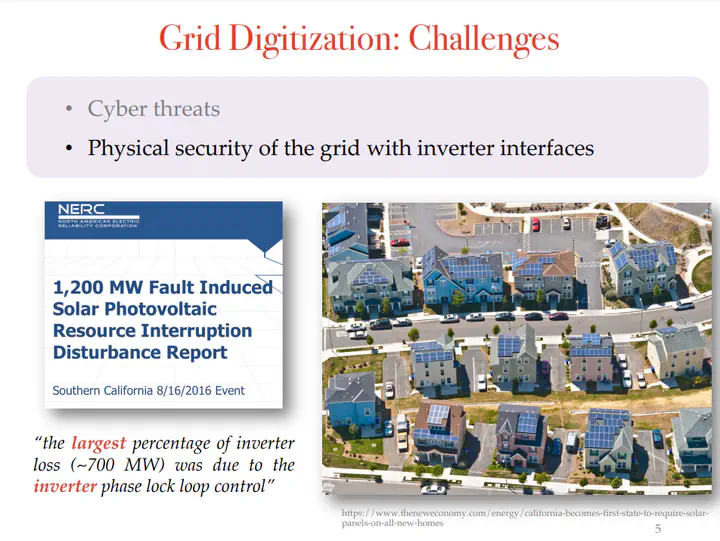 Grid Digitization: Challenges
• Cyber threats
• Physical security of the grid with inverter interfaces
NERC
NORTH AMERICAN ELECTRIC
RELIABILITY CORPORATION
1,200 MW Fault Induced
Solar Photovoltaic
Resource Interruption
Disturbance Report
Southern California 8/16/2016 Event
“the largest percentage of inverter
loss (~700 MW) was due to the
inverter phase lock loop control”
https://www.theneweconomy.com/energy/california-becomes-first-state-to-require-solar-
panels-on-all-new-homes
5